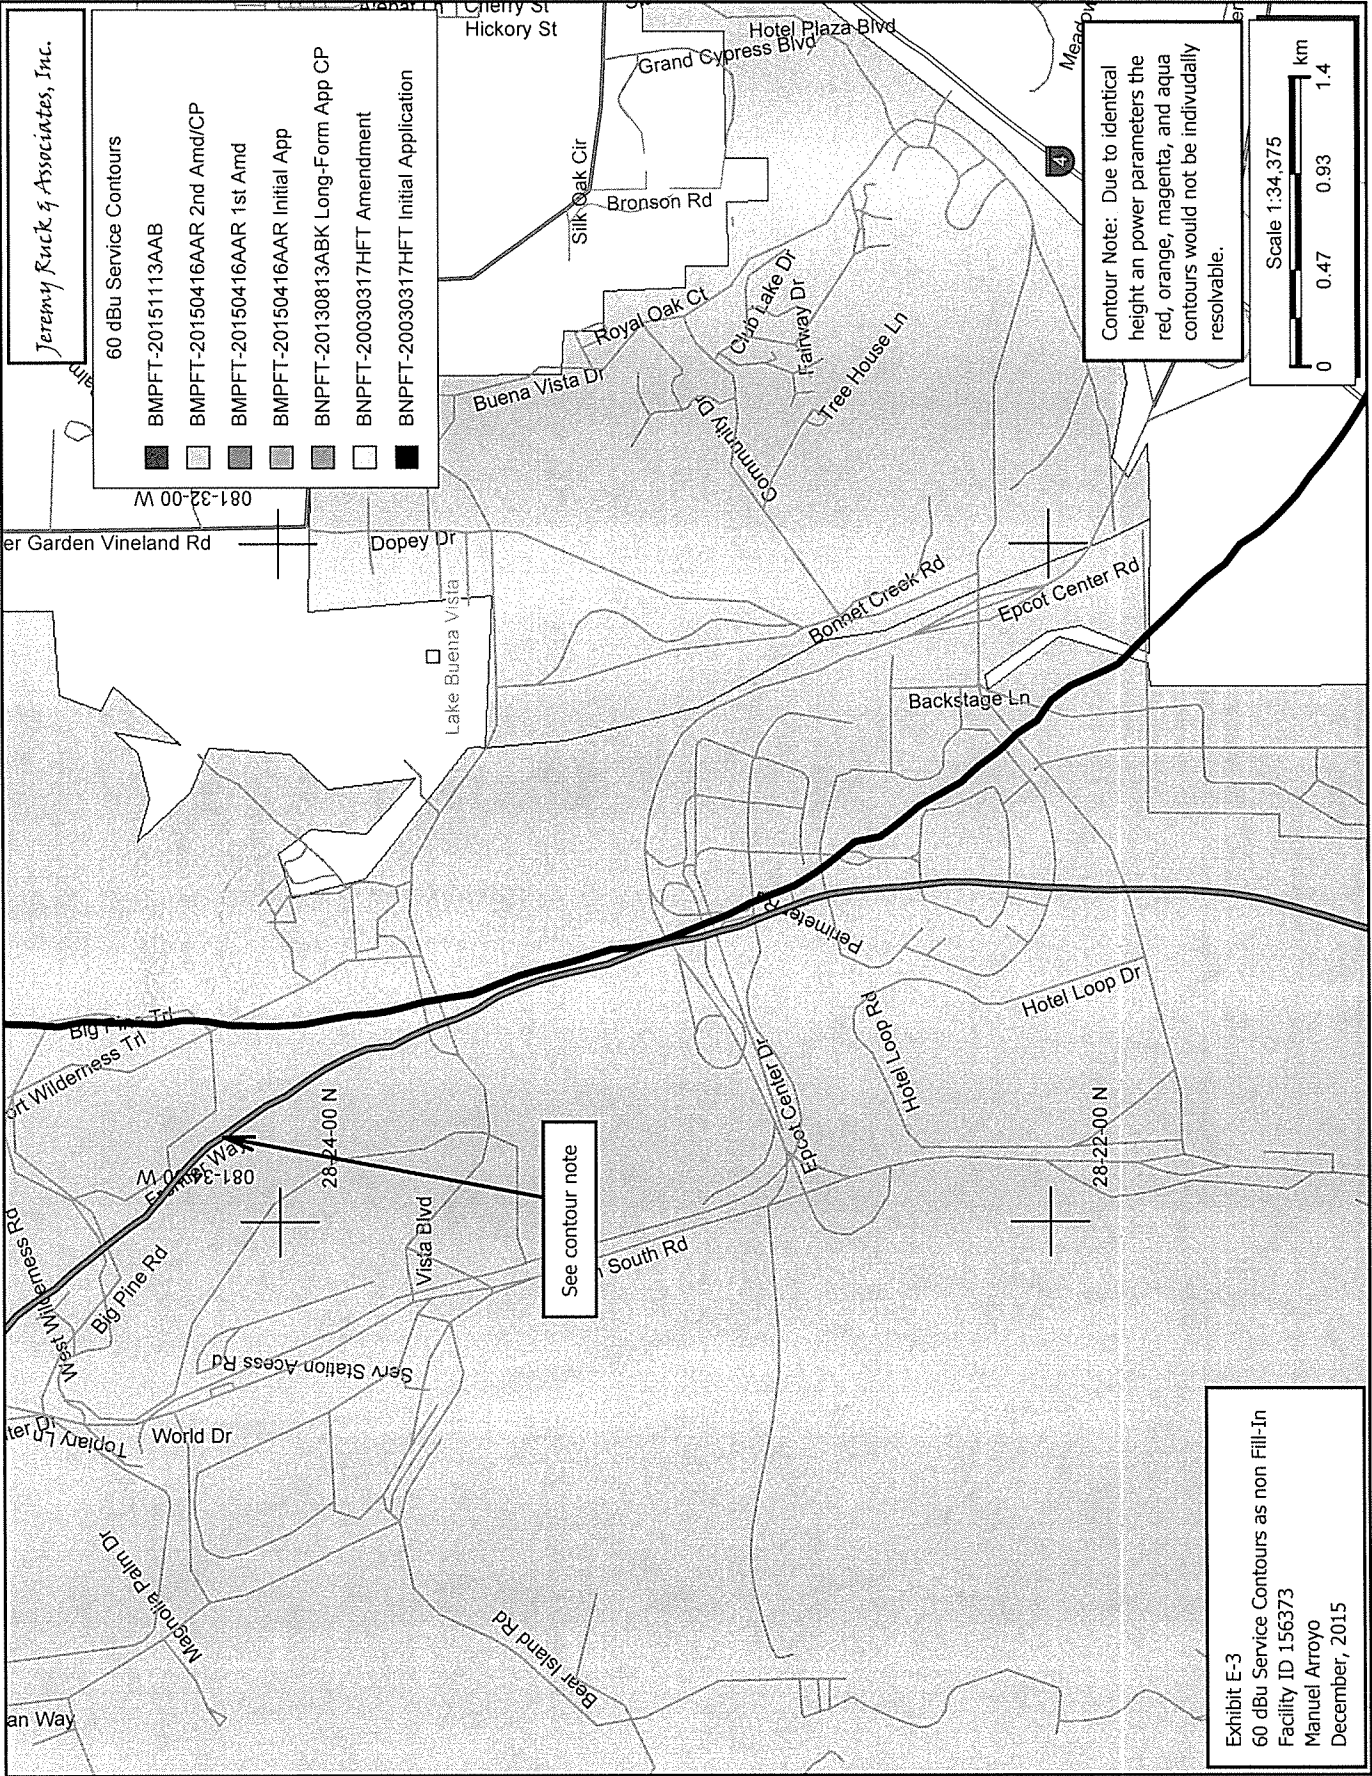 Jeremy Ruck & Associates, Inc.
60 dBu Service Contours
BMPFT-20151113AAB
BMPFT-20150416AAR 2nd Amd/CP
BMPFT-20150416AAR 1st Amd
BMPFT-20150416AAR Initial App
BNPFT-20130813ABK Long-Form App CP
BNPFT-20030317HFT Amendment
BNPFT-20030317HFT Initial Application
Cherry St
Hickory St
Hotel Plaza Blvd
Grand Cypress Blvd
Silk Oak Cir
Bronson Rd
Royal Oak Ct
Club Lake Dr
Fairway Dr
Tree House Ln
Buena Vista Dr
Community Dr
4
Contour Note: Due to identical
height an power parameters the
red, orange, magenta, and aqua
contours would not be indivudally
resolvable.
Scale 1:34,375
0 0.47 0.93 1.4 km
081-32-00 W
er Garden Vineland Rd
Dopey Dr
Lake Buena Vista
Bonnet Creek Rd
Epcot Center Rd
Backstage Ln
Perimeter Rd
Hotel Loop Dr
Hotel Loop Rd
Epcot Center Dr
Big Pine Trl
ort Wilderness Trl
081-34-00 W
28-24-00 N
28-22-00 N
See contour note
Vista Blvd
South Rd
West Wilderness Rd
Big Pine Rd
Serv Station Acess Rd
Topiary Ln
World Dr
Magnolia Palm Dr
Bear Island Rd
an Way
Exhibit E-3
60 dBu Service Contours as non Fill-In
Facility ID 156373
Manuel Arroyo
December, 2015